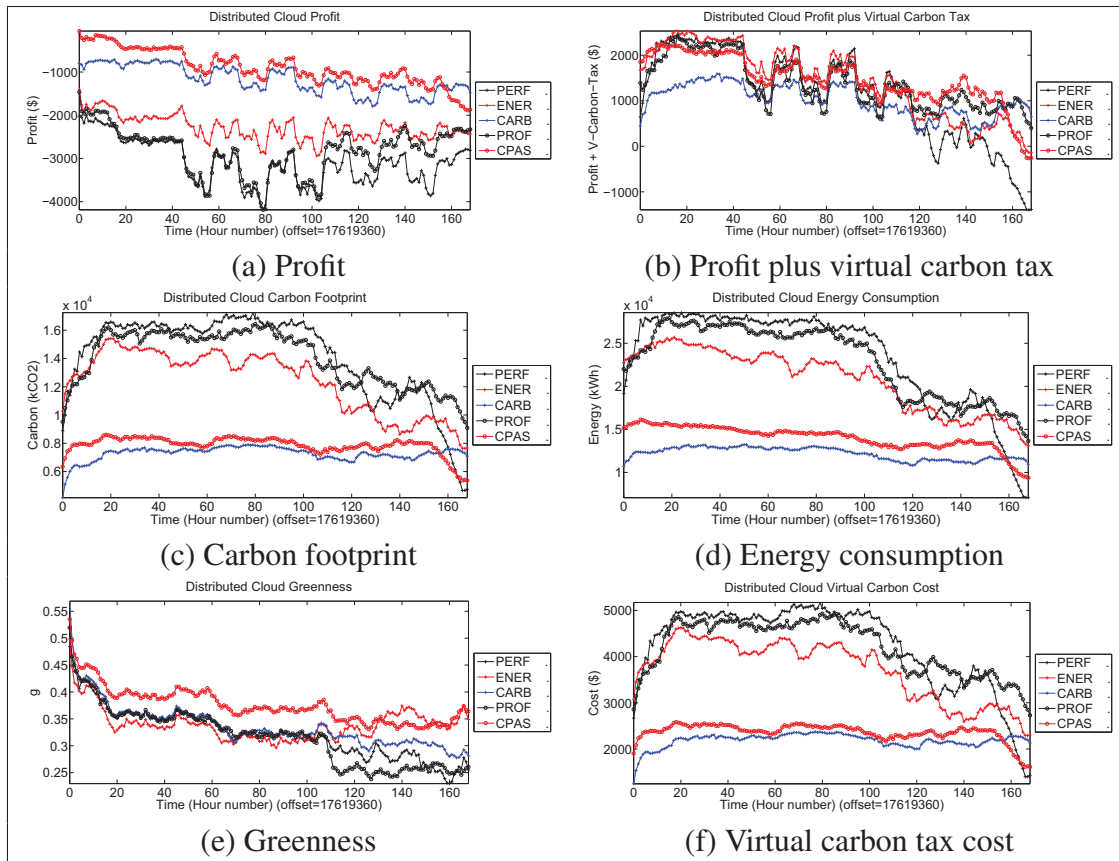 Distributed Cloud Profit
−1000
−2000
−3000
−4000
Profit ($)
0 20 40 60 80 100 120 140 160
Time (Hour number) (offset=17619360)
PERF .
ENER .
CARB .
PROF .
CPAS .
(a) Profit
Distributed Cloud Profit plus Virtual Carbon Tax
2000
1000
0
−1000
Profit + V−Carbon−Tax ($)
0 20 40 60 80 100 120 140 160
Time (Hour number) (offset=17619360)
PERF .
ENER .
CARB .
PROF .
CPAS .
(b) Profit plus virtual carbon tax
x 10^4
Distributed Cloud Carbon Footprint
1.6
1.4
1.2
1
0.8
0.6
Carbon (kCO2)
0 20 40 60 80 100 120 140 160
Time (Hour number) (offset=17619360)
PERF .
ENER .
CARB .
PROF .
CPAS .
(c) Carbon footprint
x 10^4
Distributed Cloud Energy Consumption
2.5
2
1.5
1
Energy (kWh)
0 20 40 60 80 100 120 140 160
Time (Hour number) (offset=17619360)
PERF .
ENER .
CARB .
PROF .
CPAS .
(d) Energy consumption
Distributed Cloud Greenness
0.55
0.5
0.45
0.4
0.35
0.3
0.25
g
0 20 40 60 80 100 120 140 160
Time (Hour number) (offset=17619360)
PERF .
ENER .
CARB .
PROF .
CPAS .
(e) Greenness
Distributed Cloud Virtual Carbon Cost
5000
4000
3000
2000
Cost ($)
0 20 40 60 80 100 120 140 160
Time (Hour number) (offset=17619360)
PERF .
ENER .
CARB .
PROF .
CPAS .
(f) Virtual carbon tax cost